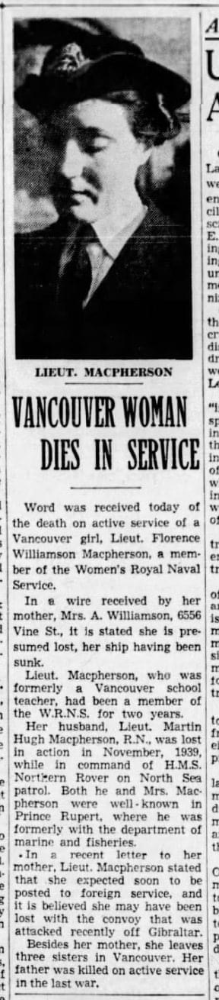 LIEUT. MACPHERSON
VANCOUVER WOMAN
DIES IN SERVICE
Word was received today of
the death on active service of a
Vancouver girl, Lieut. Florence
Williamson Macpherson, a mem-
ber of the Women's Royal Naval
Service.
In a wire received by her
mother, Mrs. A. Williamson, 6556
Vine St., it is stated she is pre-
sumed lost, her ship having been
sunk.
Lieut. Macpherson, who was
formerly a Vancouver school
teacher, had been a member of
the W.R.N.S. for two years.
Her husband, Lieut. Martin
Hugh Macpherson, R.N., was lost
in action in November, 1939,
while in command of H.M.S.
Northern Rover on North Sea
patrol. Both he and Mrs. Mac-
pherson were well-known in
Prince Rupert, where he was
formerly with the department of
marine and fisheries.
In a recent letter to her
mother, Lieut. Macpherson stated
that she expected soon to be
posted to foreign service, and
it is believed she may have been
lost with the convoy that was
attacked recently off Gibraltar.
Besides her mother, she leaves
three sisters in Vancouver. Her
father was killed on active service
in the last war.